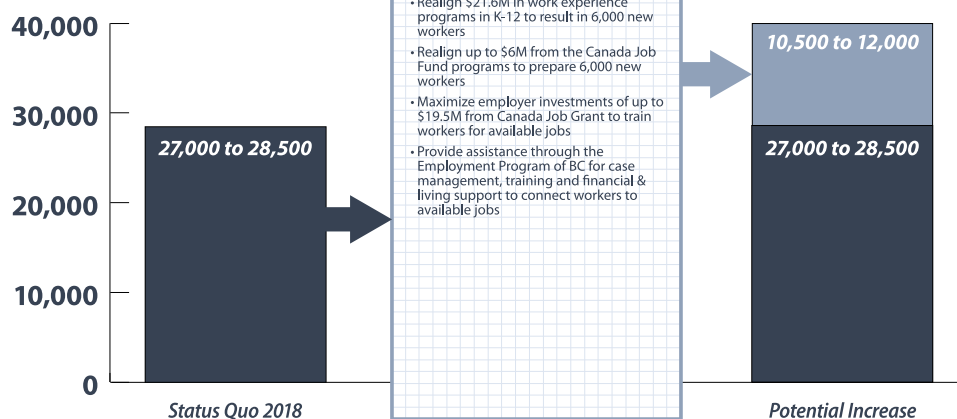 40,000
30,000
20,000
10,000
0
27,000 to 28,500
Status Quo 2018
• Realign $21.6M in work experience
programs in K-12 to result in 6,000 new
workers
• Realign up to $6M from the Canada Job
Fund programs to prepare 6,000 new
workers
• Maximize employer investments of up to
$19.5M from Canada Job Grant to train
workers for available jobs
• Provide assistance through the
Employment Program of BC for case
management, training and financial &
living support to connect workers to
available jobs
10,500 to 12,000
27,000 to 28,500
Potential Increase